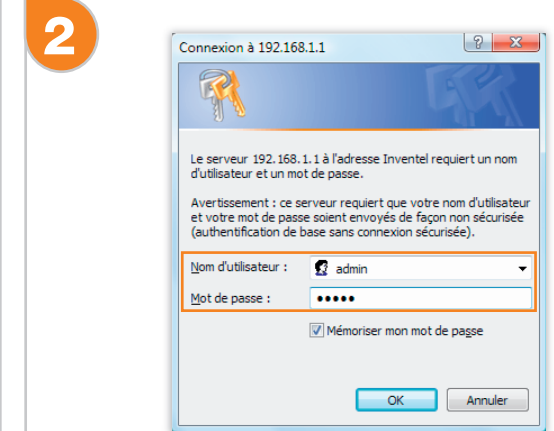 2
Connexion à 192.168.1.1
Le serveur 192.168.1.1 à l'adresse Inventel requiert un nom
d'utilisateur et un mot de passe.
Avertissement : ce serveur requiert que votre nom d'utilisateur
et votre mot de passe soient envoyés de façon non sécurisée
(authentification de base sans connexion sécurisée).
Nom d'utilisateur : admin
Mot de passe : •••••
Mémoriser mon mot de passe
OK Annuler